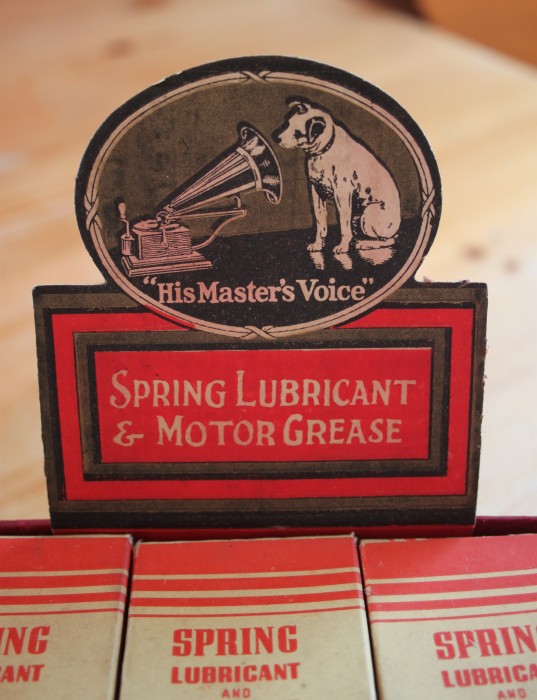 "His Master's Voice"
SPRING LUBRICANT
& MOTOR GREASE
SPRING
LUBRICANT
AND